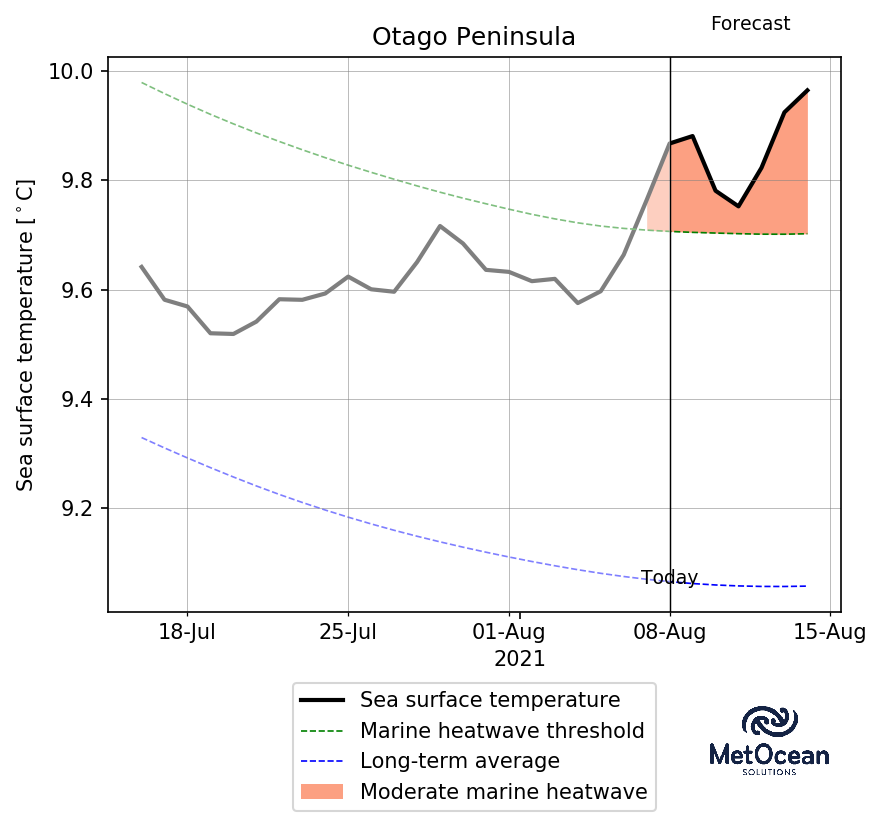 Forecast
Otago Peninsula
Sea surface temperature [°C]
10.0
9.8
9.6
9.4
9.2
Today
18-Jul 25-Jul 01-Aug 08-Aug 15-Aug
2021
Sea surface temperature
Marine heatwave threshold
Long-term average
Moderate marine heatwave
MetOcean
SOLUTIONS